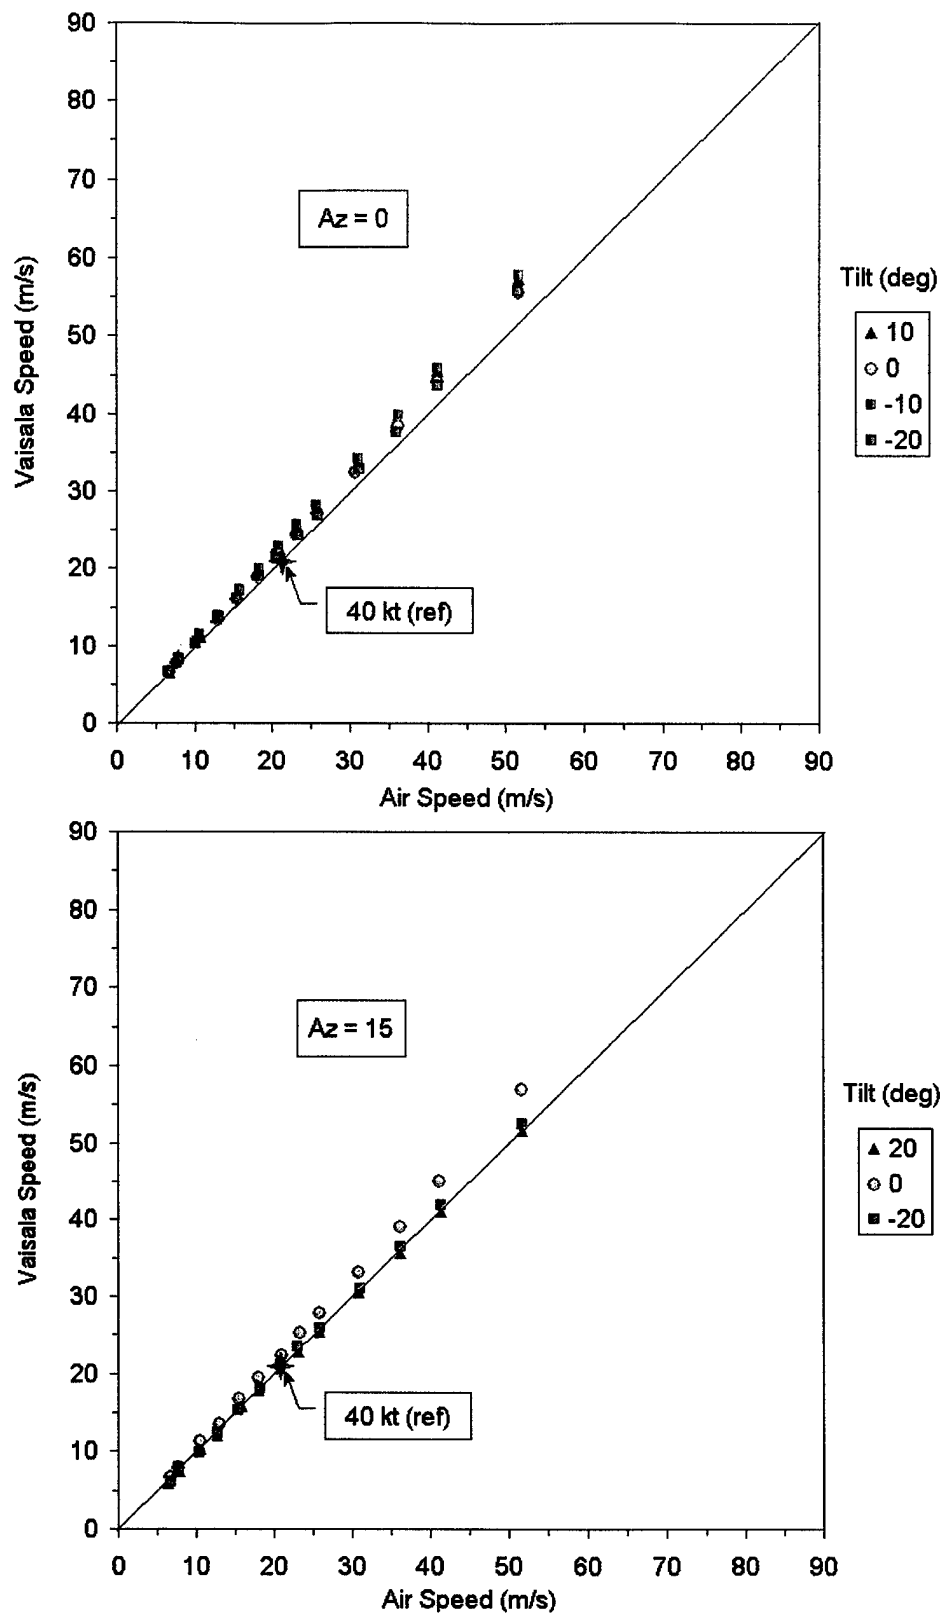 90
80
70
60
50
40
30
20
10
0
Vaisala Speed (m/s)
Az = 0
40 kt (ref)
0 10 20 30 40 50 60 70 80 90
Air Speed (m/s)
Tilt (deg)
10
0
-10
-20
90
80
70
60
50
40
30
20
10
0
Vaisala Speed (m/s)
Az = 15
40 kt (ref)
0 10 20 30 40 50 60 70 80 90
Air Speed (m/s)
Tilt (deg)
20
0
-20